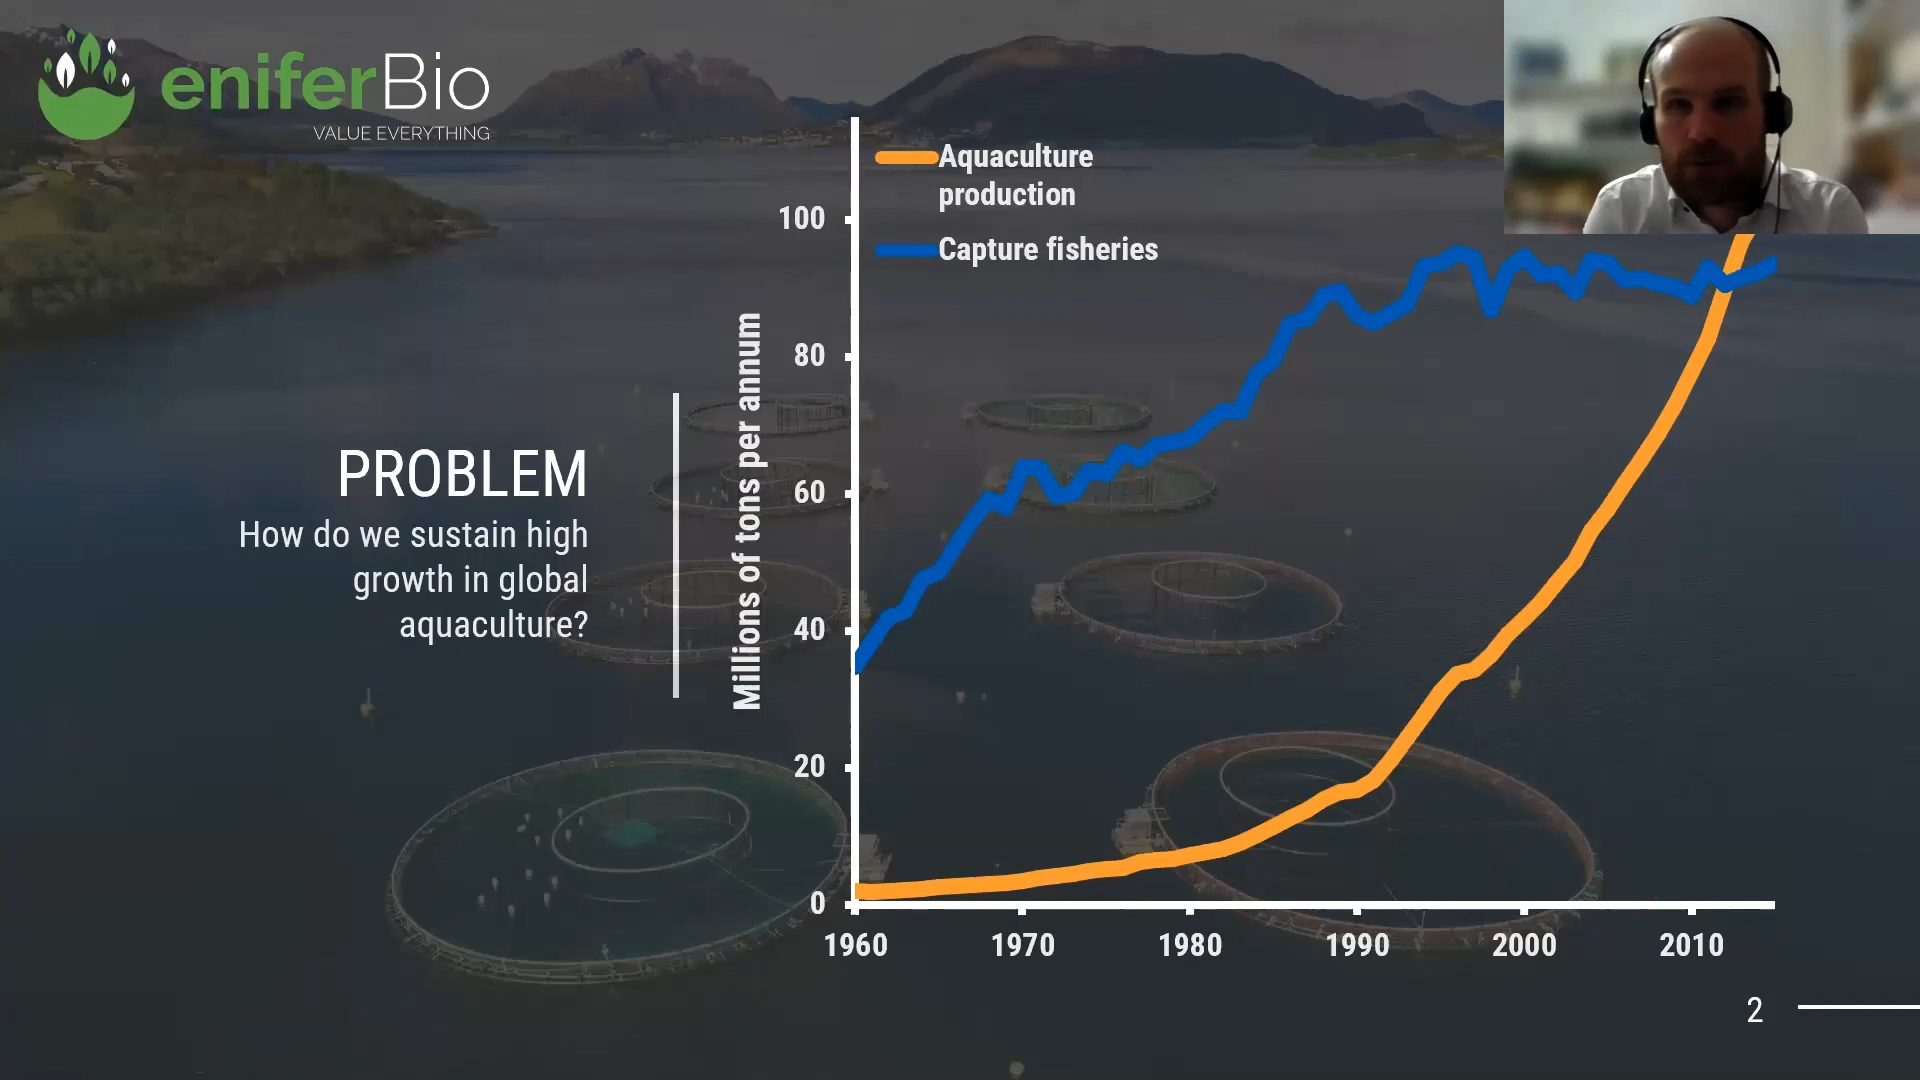 eniferBio
VALUE EVERYTHING
PROBLEM
How do we sustain high
growth in global
aquaculture?
Millions of tons per annum
Aquaculture
production
Capture fisheries
100
80
60
40
20
0
1960 1970 1980 1990 2000 2010
2